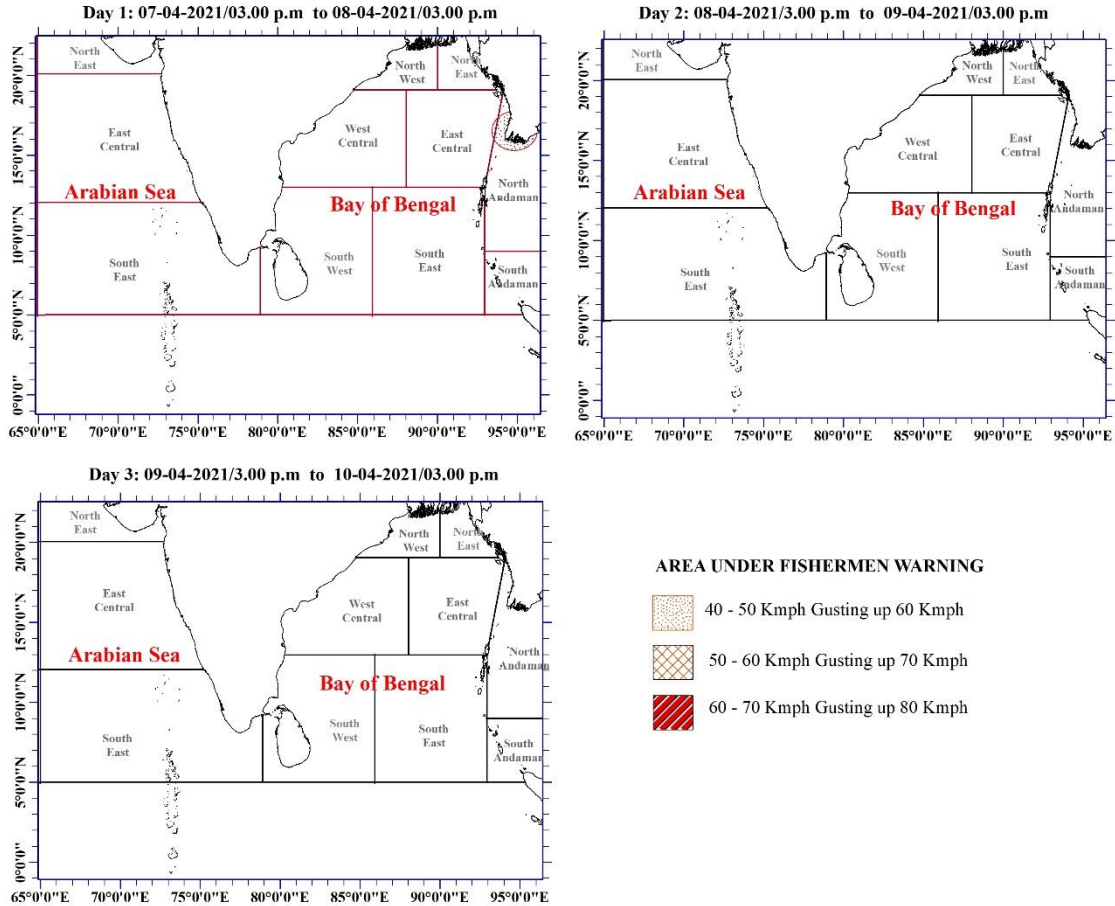 Day 1: 07-04-2021/03.00 p.m to 08-04-2021/03.00 p.m
North
East
North
West
North
East
East
Central
West
Central
East
Central
Arabian Sea
Bay of Bengal
North
Andaman
South
East
South
West
South
East
South
Andaman
20°0'0"N
15°0'0"N
10°0'0"N
5°0'0"N
0°0'0"
65°0'0"E 70°0'0"E 75°0'0"E 80°0'0"E 85°0'0"E 90°0'0"E 95°0'0"E
Day 2: 08-04-2021/3.00 p.m to 09-04-2021/03.00 p.m
North
East
North
West
North
East
East
Central
West
Central
East
Central
Arabian Sea
Bay of Bengal
North
Andaman
South
East
South
West
South
East
South
Andaman
20°0'0"N
15°0'0"N
10°0'0"N
5°0'0"N
0°0'0"
65°0'0"E 70°0'0"E 75°0'0"E 80°0'0"E 85°0'0"E 90°0'0"E 95°0'0"E
Day 3: 09-04-2021/3.00 p.m to 10-04-2021/03.00 p.m
North
East
North
West
North
East
East
Central
West
Central
East
Central
Arabian Sea
Bay of Bengal
North
Andaman
South
East
South
West
South
East
South
Andaman
20°0'0"N
15°0'0"N
10°0'0"N
5°0'0"N
0°0'0"
65°0'0"E 70°0'0"E 75°0'0"E 80°0'0"E 85°0'0"E 90°0'0"E 95°0'0"E
AREA UNDER FISHERMEN WARNING
40 - 50 Kmph Gusting up 60 Kmph
50 - 60 Kmph Gusting up 70 Kmph
60 - 70 Kmph Gusting up 80 Kmph